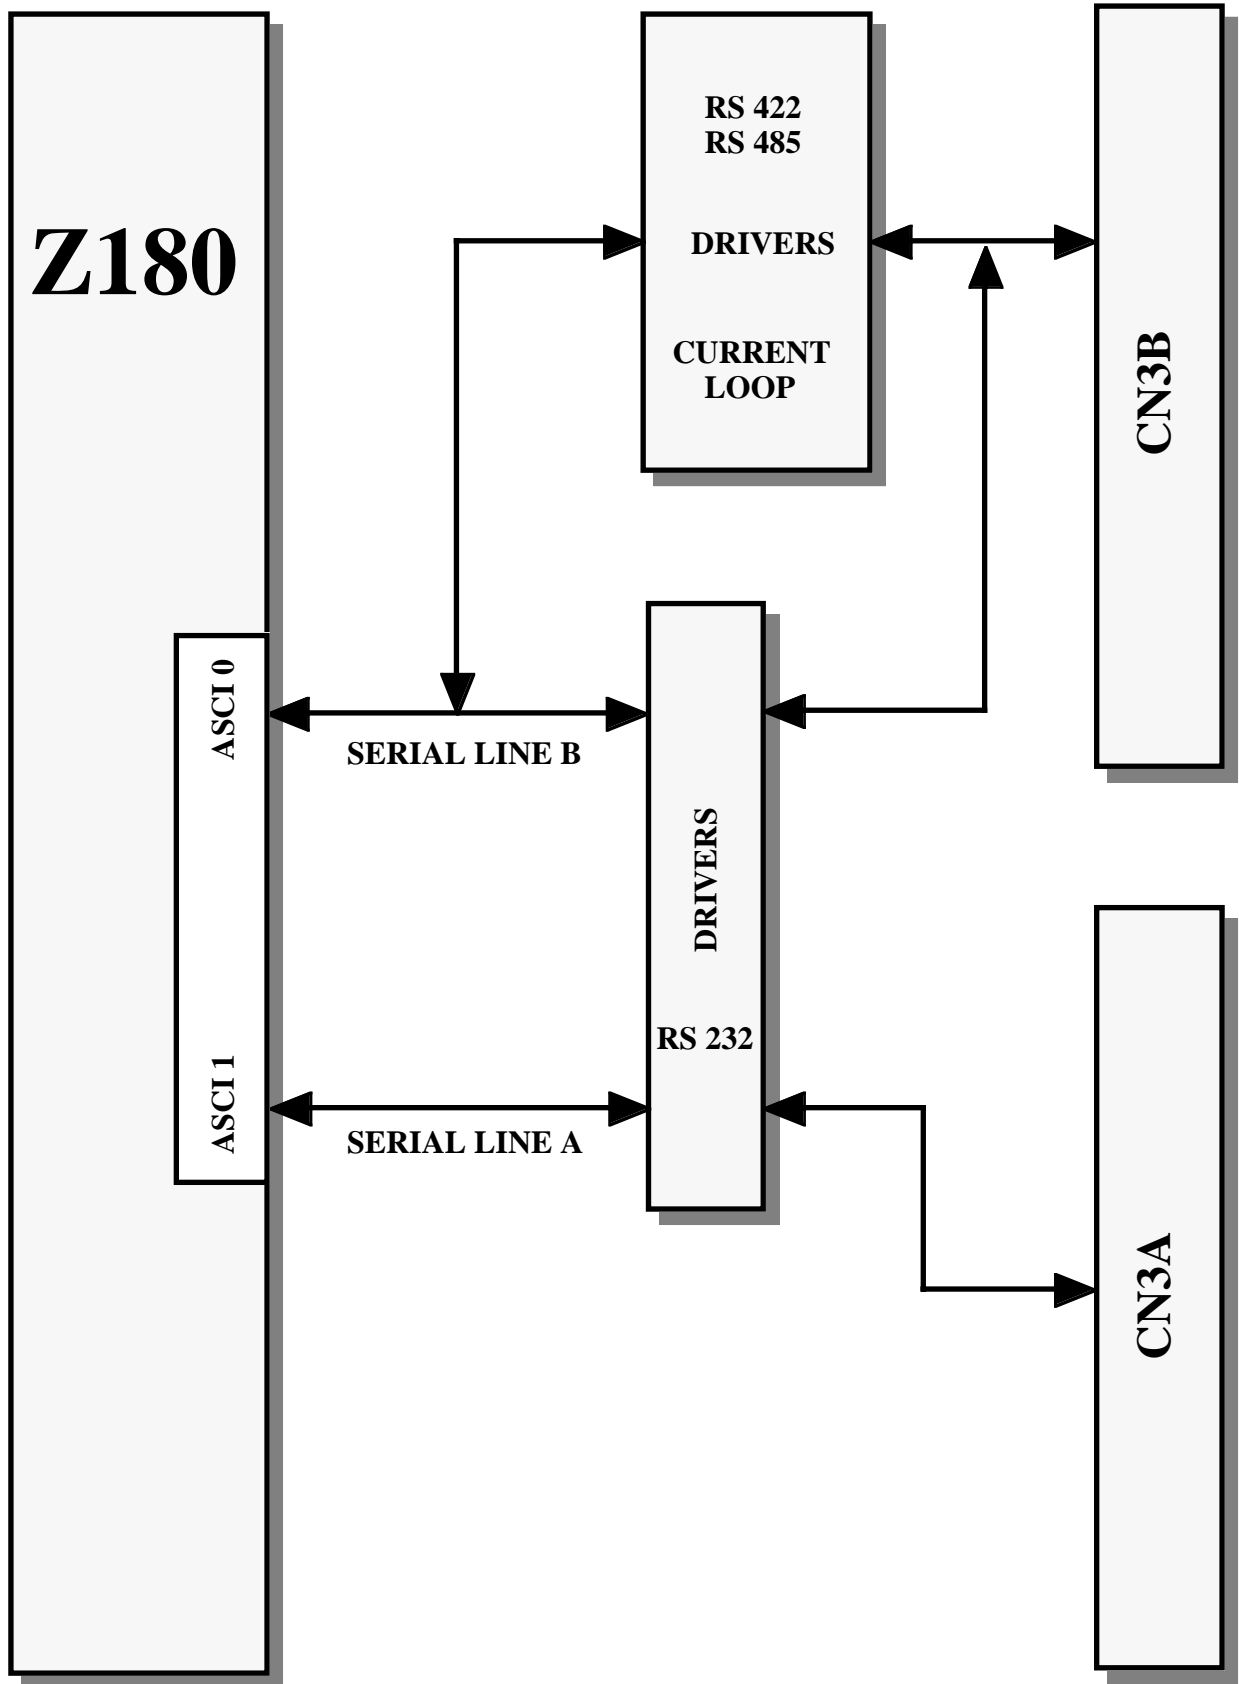 Z180
RS 422
RS 485
DRIVERS
CURRENT
LOOP
CN3B
ASCI 0
SERIAL LINE B
DRIVERS
RS 232
ASCI 1
SERIAL LINE A
CN3A